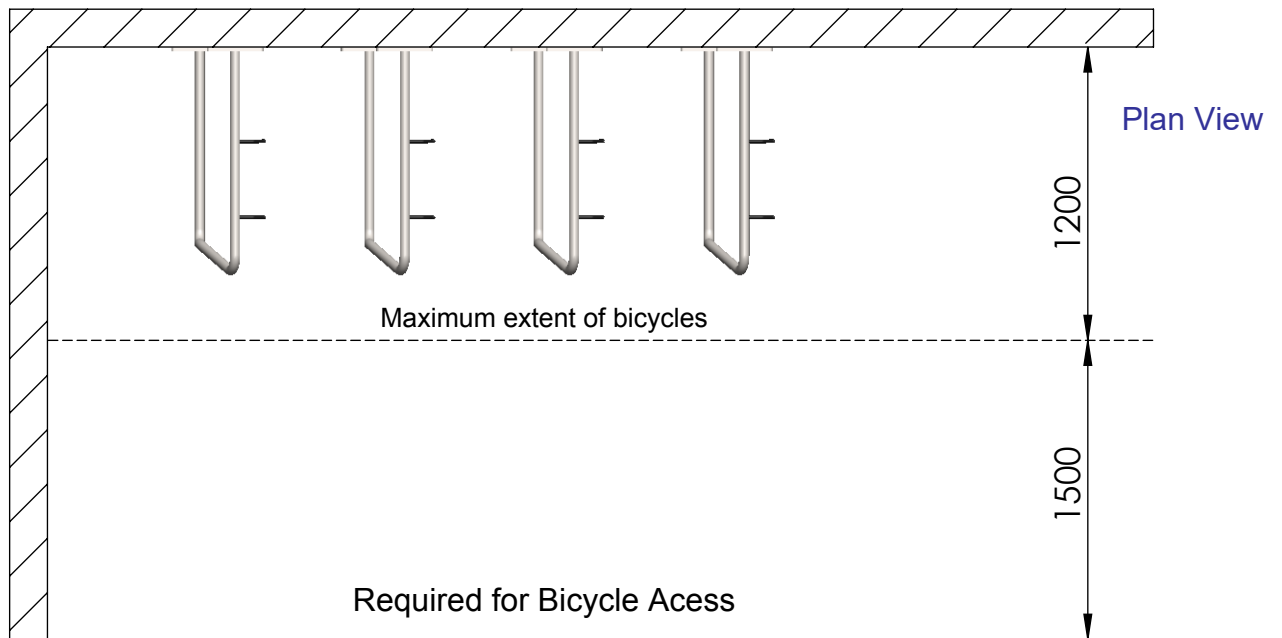 Plan View
1200
Maximum extent of bicycles
1500
Required for Bicycle Acess